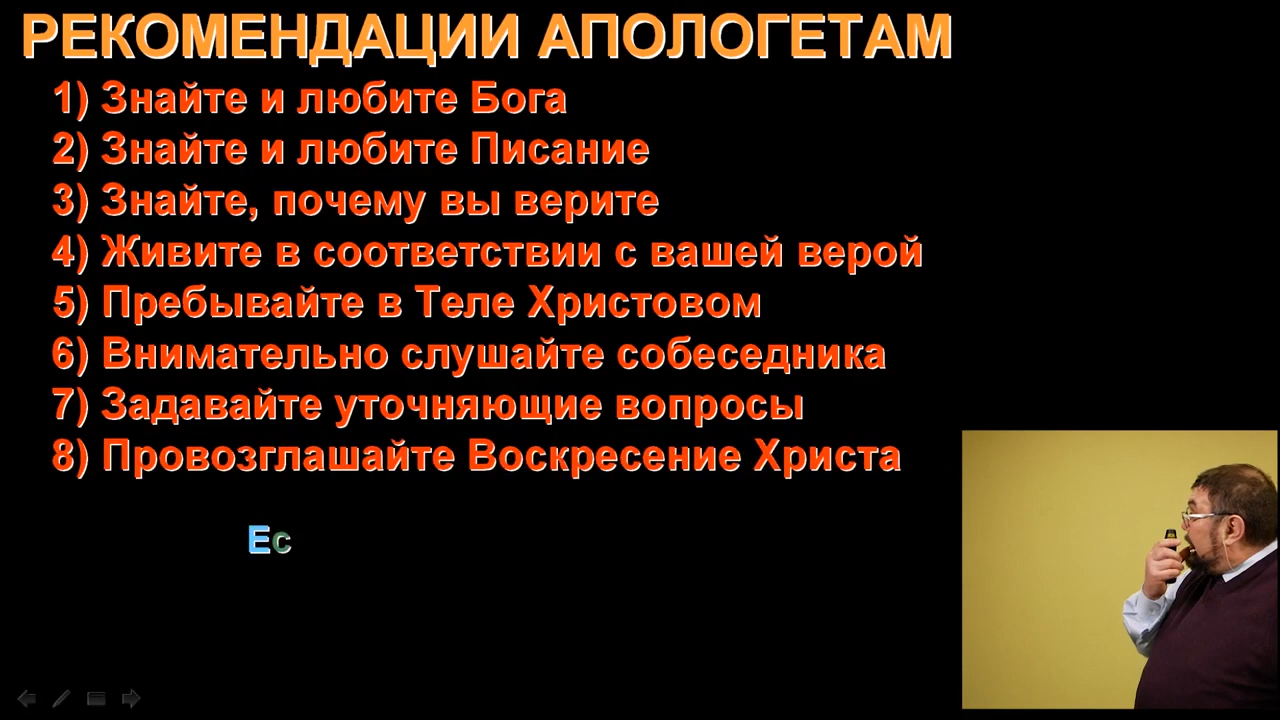 РЕКОМЕНДАЦИИ АПОЛОГЕТАМ
1) Знайте и любите Бога
2) Знайте и любите Писание
3) Знайте, почему вы верите
4) Живите в соответствии с вашей верой
5) Пребывайте в Теле Христовом
6) Внимательно слушайте собеседника
7) Задавайте уточняющие вопросы
8) Провозглашайте Воскресение Христа
Ес